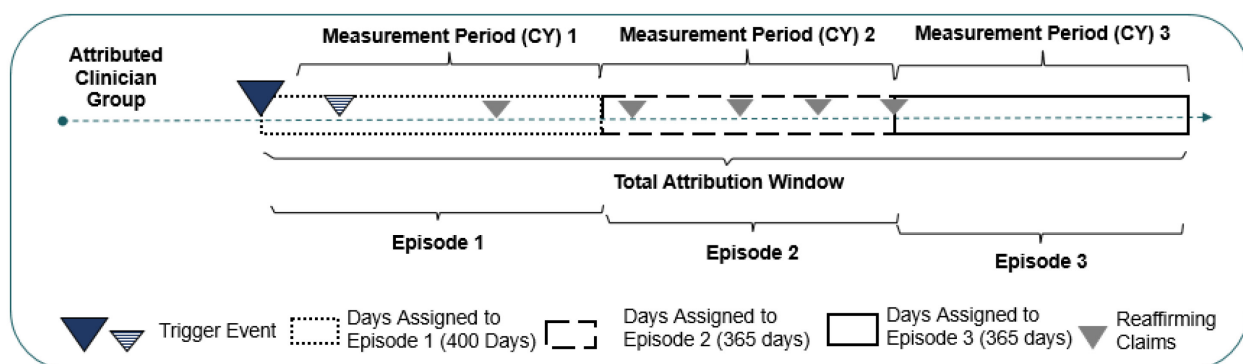 Measurement Period (CY) 1
Measurement Period (CY) 2
Measurement Period (CY) 3
Attributed
Clinician
Group
Total Attribution Window
Episode 1
Episode 2
Episode 3
Trigger Event
Days Assigned to
Episode 1 (400 Days)
Days Assigned to
Episode 2 (365 days)
Days Assigned to
Episode 3 (365 days)
Reaffirming
Claims